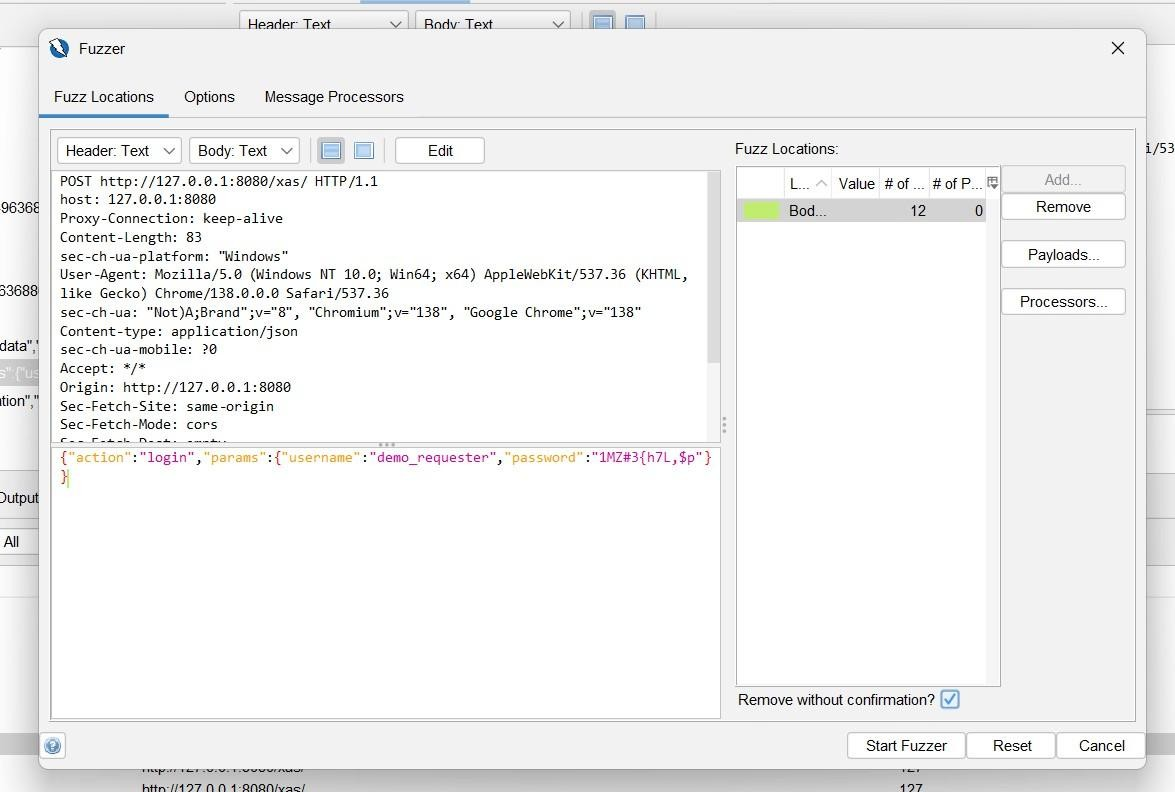 Header: Text Body: Text
Fuzzer
Fuzz Locations Options Message Processors
Header: Text Body: Text Edit
POST http://127.0.0.1:8080/xas/ HTTP/1.1
host: 127.0.0.1:8080
Proxy-Connection: keep-alive
Content-Length: 83
sec-ch-ua-platform: "Windows"
User-Agent: Mozilla/5.0 (Windows NT 10.0; Win64; x64) AppleWebKit/537.36 (KHTML,
like Gecko) Chrome/138.0.0.0 Safari/537.36
sec-ch-ua: "Not)A;Brand";v="8", "Chromium";v="138", "Google Chrome";v="138"
Content-type: application/json
sec-ch-ua-mobile: ?0
Accept: */*
Origin: http://127.0.0.1:8080
Sec-Fetch-Site: same-origin
Sec-Fetch-Mode: cors
Sec-Fetch-Dest: empty
{"action":"login","params":{"username":"demo_requester","password":"1MZ#3{h7L,$p"}
}
Fuzz Locations:
L... Value # of ... # of P...
Bod... 12 0
Add...
Remove
Payloads...
Processors...
Remove without confirmation?
Start Fuzzer Reset Cancel
i/53
96368
63688
data","
s":{"us
tion","
Output
All
http://127.0.0.1:8080/xas/ 127
http://127.0.0.1:8080/xas/ 127